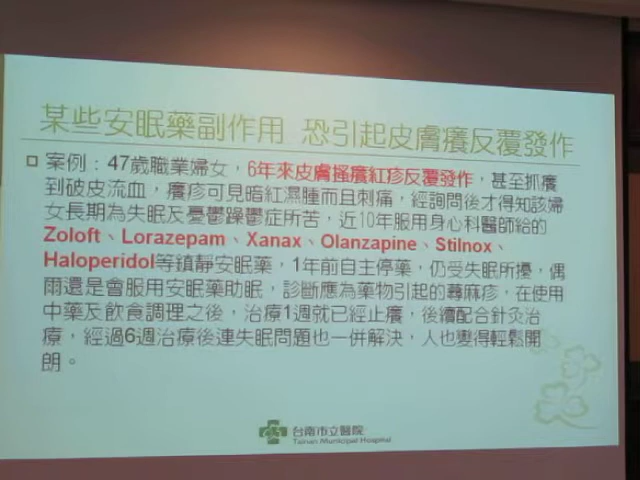 某些安眠藥副作用 恐引起皮膚癢反覆發作
□ 案例：47歲職業婦女，6年來皮膚搔癢紅疹反覆發作，甚至抓癢
到破皮流血，癢疹可見暗紅濕腫而且刺痛，經詢問後才得知該婦
女長期為失眠及憂鬱躁鬱症所苦，近10年服用身心科醫師給的
Zoloft、Lorazepam、Xanax、Olanzapine、Stilnox、
Haloperidol等鎮靜安眠藥，1年前自主停藥，仍受失眠所擾，偶
爾還是會服用安眠藥助眠，診斷應為藥物引起的蕁麻疹，在使用
中藥及飲食調理之後，治療1週就已經止癢，後續配合針灸治
療，經過6週治療後連失眠問題也一併解決，人也變得輕鬆開
朗。
台南市立醫院
Tainan Municipal Hospital